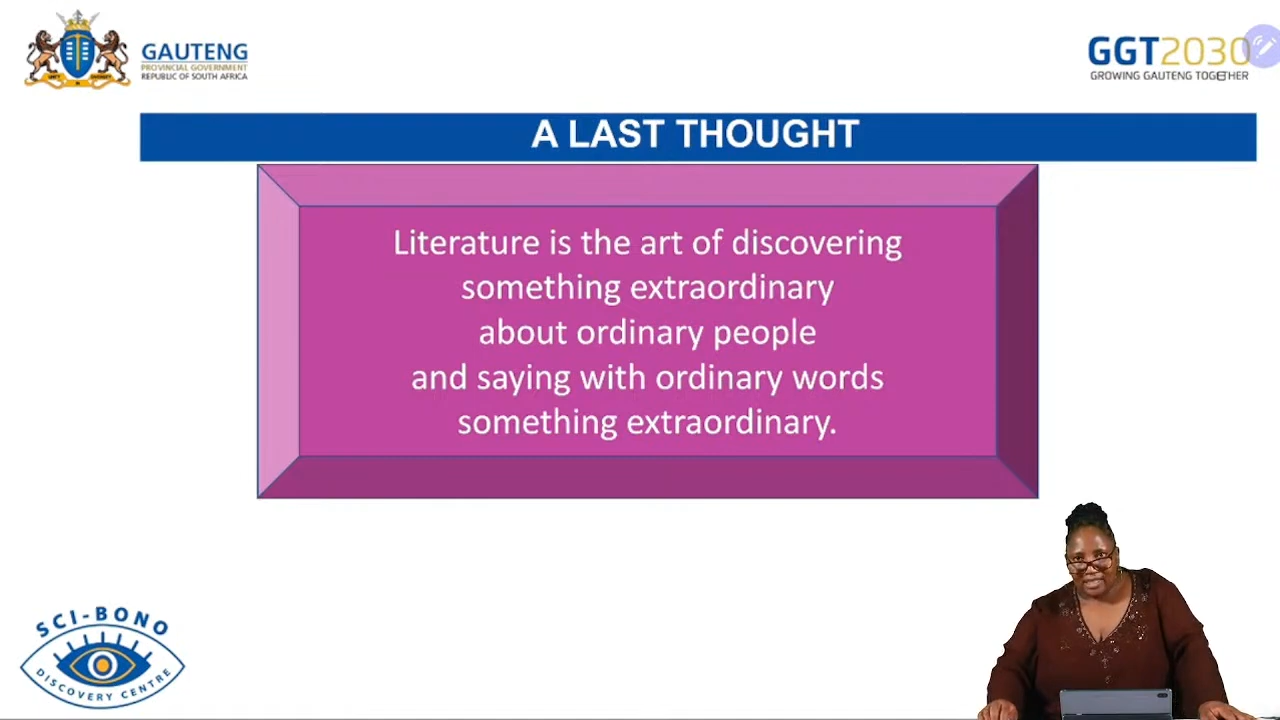 GAUTENG
PROVINCIAL GOVERNMENT
REPUBLIC OF SOUTH AFRICA
GGT2030
GROWING GAUTENG TOGETHER
A LAST THOUGHT
Literature is the art of discovering
something extraordinary
about ordinary people
and saying with ordinary words
something extraordinary.
SCI-BONO
DISCOVERY CENTRE